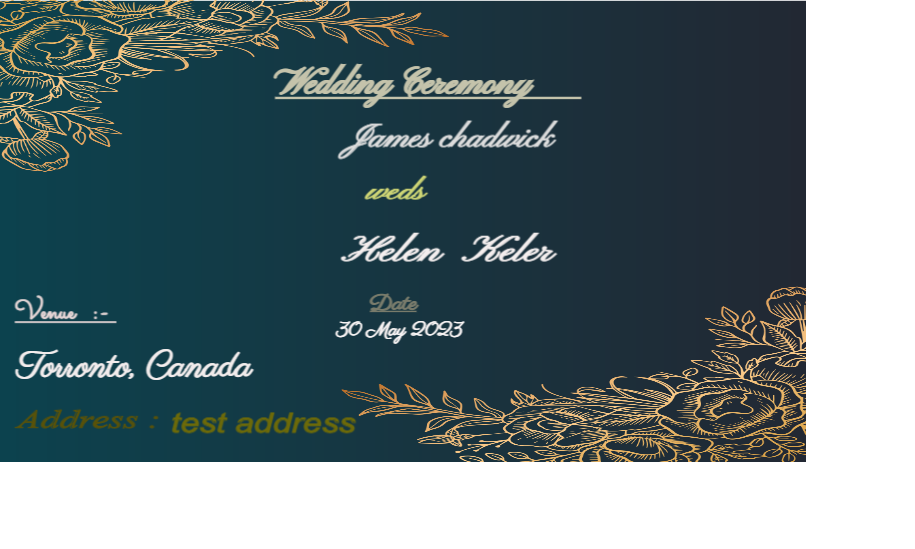 Wedding Ceremony
James chadwick
weds
Helen Keler
Date
30 May 2023
Venue :-
Torronto, Canada
Address : test address